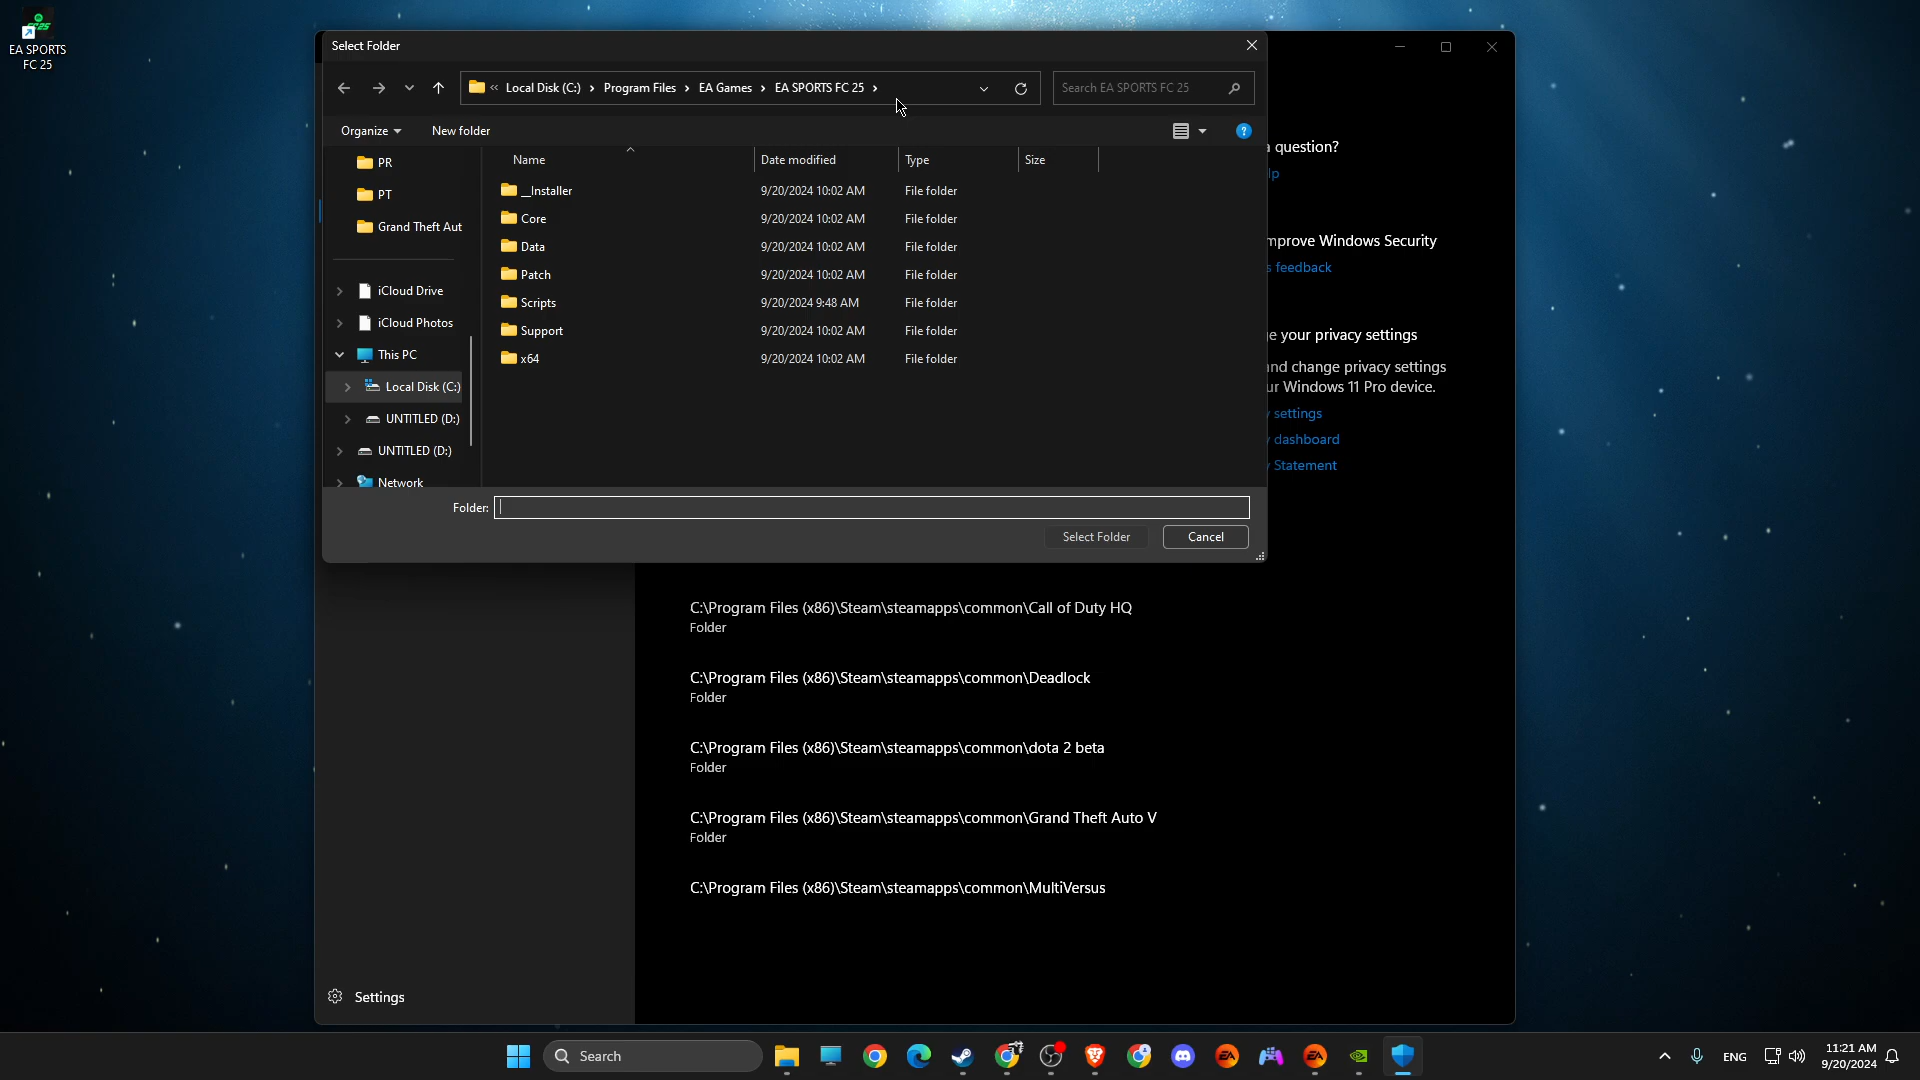 EA SPORTS
FC 25
Select Folder
« Local Disk (C:) › Program Files › EA Games › EA SPORTS FC 25 ›
Search EA SPORTS FC 25
Organize
New folder
Name
Date modified
Type
Size
PR
PT
Grand Theft Aut
iCloud Drive
iCloud Photos
This PC
Local Disk (C:)
UNTITLED (D:)
UNTITLED (D:)
Network
__Installer 9/20/2024 10:02 AM File folder
Core 9/20/2024 10:02 AM File folder
Data 9/20/2024 10:02 AM File folder
Patch 9/20/2024 10:02 AM File folder
Scripts 9/20/2024 9:48 AM File folder
Support 9/20/2024 10:02 AM File folder
x64 9/20/2024 10:02 AM File folder
Folder:
Select Folder
Cancel
question?
lp
mprove Windows Security
s feedback
e your privacy settings
nd change privacy settings
ur Windows 11 Pro device.
settings
dashboard
Statement
C:\Program Files (x86)\Steam\steamapps\common\Call of Duty HQ
Folder
C:\Program Files (x86)\Steam\steamapps\common\Deadlock
Folder
C:\Program Files (x86)\Steam\steamapps\common\dota 2 beta
Folder
C:\Program Files (x86)\Steam\steamapps\common\Grand Theft Auto V
Folder
C:\Program Files (x86)\Steam\steamapps\common\MultiVersus
Settings
Search
ENG
11:21 AM
9/20/2024